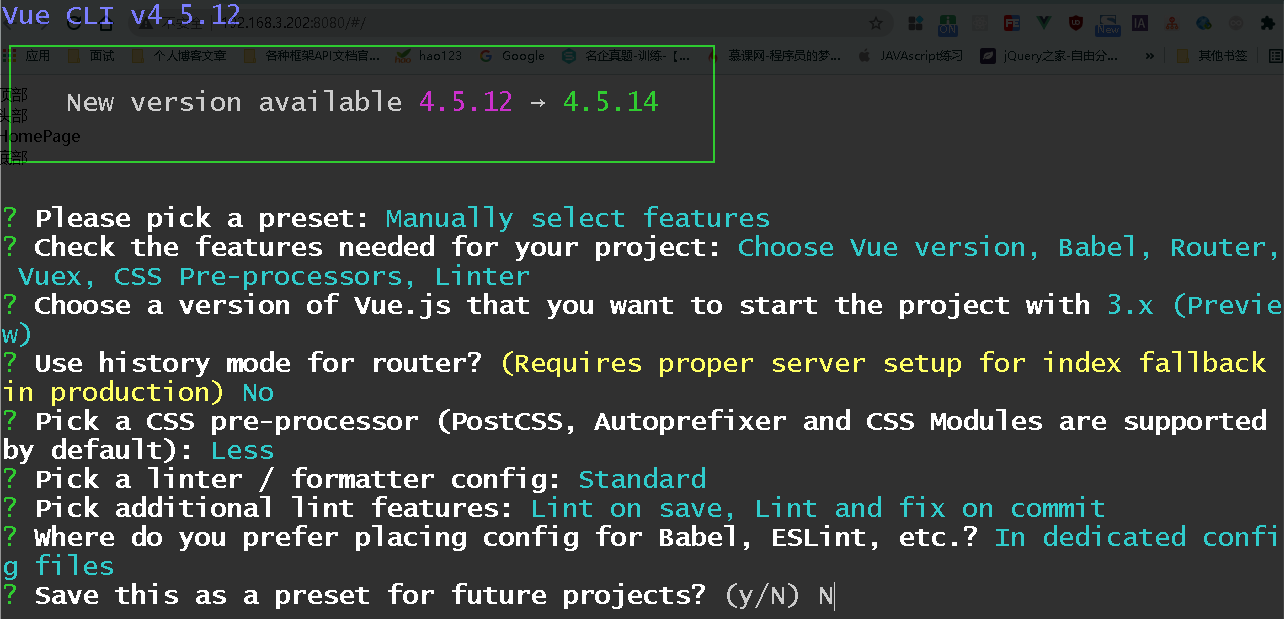 Vue CLI v4.5.12
192.168.3.202:8080/#/
应用 面试 个人博客文章 各种框架API文档官... hao123 Google 名企真题-训练-【... 慕课网-程序员的梦... JAVAscript练习 jQuery之家-自由分... » 其他书签
New version available 4.5.12 → 4.5.14
顶部
头部
HomePage
底部
? Please pick a preset: Manually select features
? Check the features needed for your project: Choose Vue version, Babel, Router,
Vuex, CSS Pre-processors, Linter
? Choose a version of Vue.js that you want to start the project with 3.x (Previe
w)
? Use history mode for router? (Requires proper server setup for index fallback
in production) No
? Pick a CSS pre-processor (PostCSS, Autoprefixer and CSS Modules are supported
by default): Less
? Pick a linter / formatter config: Standard
? Pick additional lint features: Lint on save, Lint and fix on commit
? Where do you prefer placing config for Babel, ESLint, etc.? In dedicated confi
g files
? Save this as a preset for future projects? (y/N) N